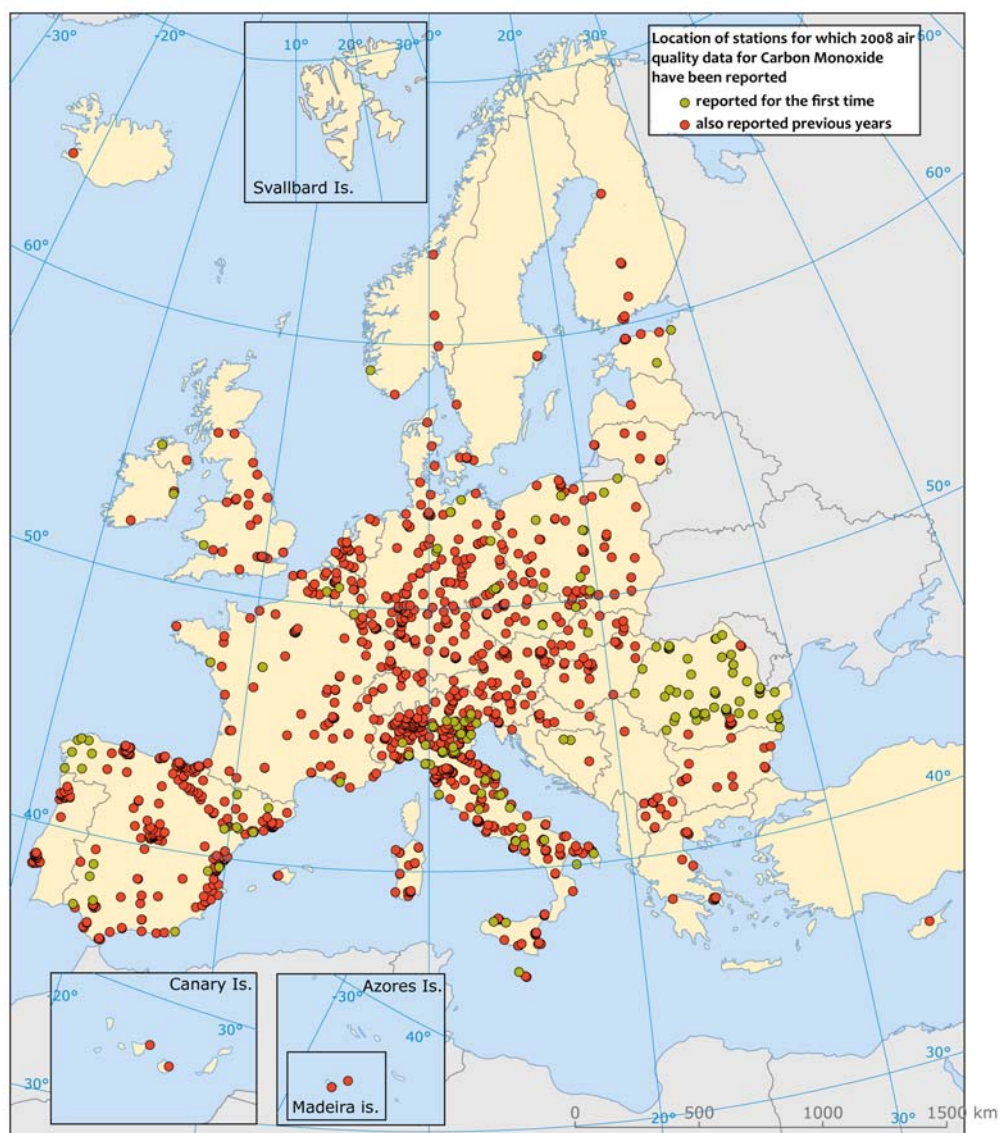 -30°
-20°
10°
20°
30°
20°
30°
60°
Location of stations for which 2008 air
quality data for Carbon Monoxide
have been reported
reported for the first time
also reported previous years
Svallbard Is.
60°
60°
50°
50°
40°
40°
Canary Is.
-20°
30°
Azores Is.
-30°
40°
Madeira is.
30°
30°
0 500 1000 1500 km
20°
30°